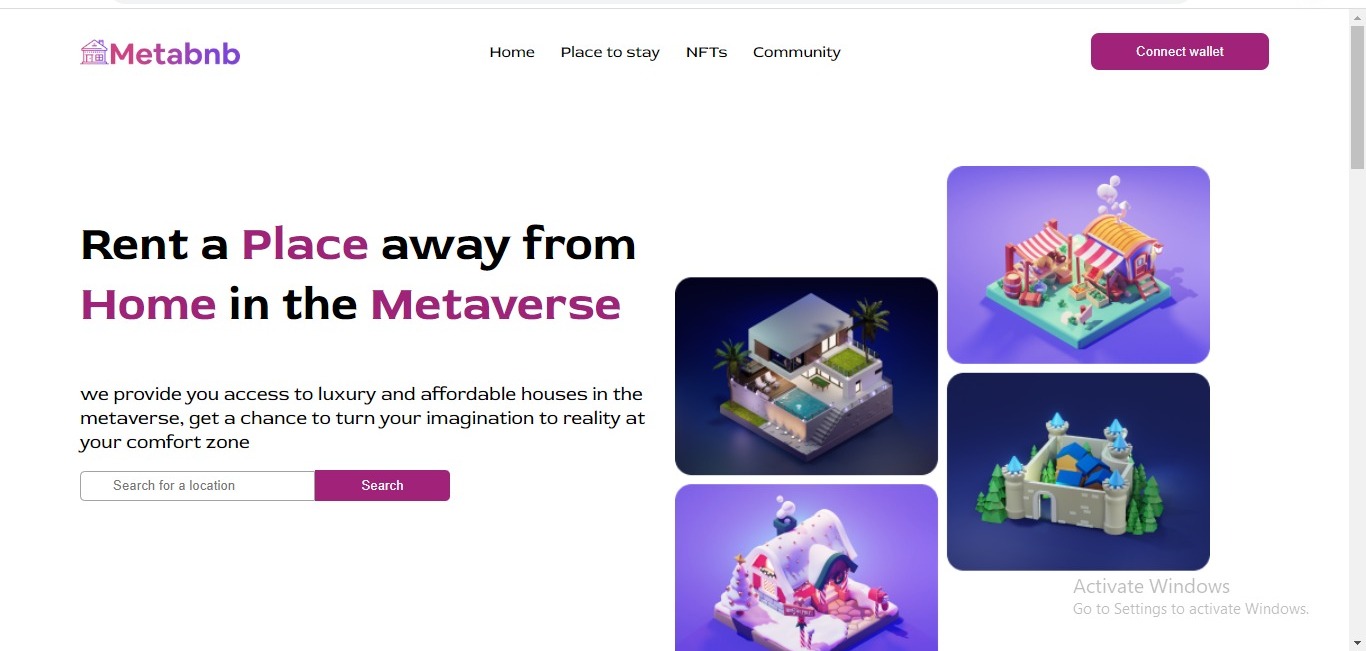 Metabnb
Home
Place to stay
NFTs
Community
Connect wallet
Rent a Place away from
Home in the Metaverse
we provide you access to luxury and affordable houses in the
metaverse, get a chance to turn your imagination to reality at
your comfort zone
Search for a location
Search
Activate Windows
Go to Settings to activate Windows.